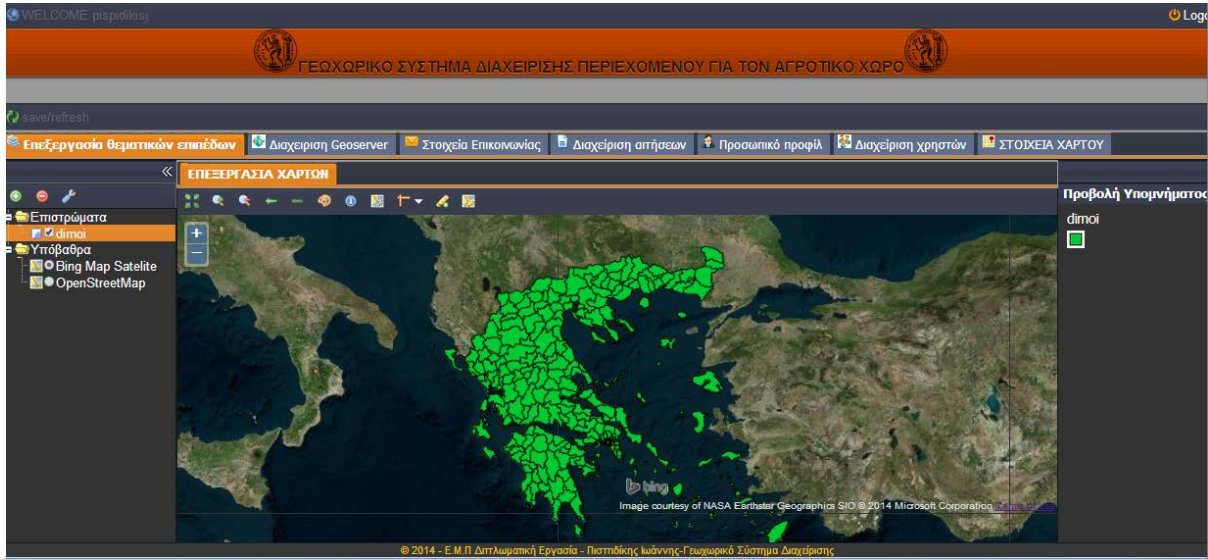 WELCOME pispidikisj
Logo
ΓΕΩΧΩΡΙΚΟ ΣΥΣΤΗΜΑ ΔΙΑΧΕΙΡΙΣΗΣ ΠΕΡΙΕΧΟΜΕΝΟΥ ΓΙΑ ΤΟΝ ΑΓΡΟΤΙΚΟ ΧΩΡΟ
save/refresh
Επεξεργασία θεματικών επιπέδων Διαχειριση Geoserver Στοιχεία Επικοινωνίας Διαχείριση αιτήσεων Προσωπικό προφίλ Διαχείριση χρηστών ΣΤΟΙΧΕΙΑ ΧΑΡΤΟΥ
ΕΠΕΞΕΡΓΑΣΙΑ ΧΑΡΤΩΝ
Επιστρώματα
dimoi
Υπόβαθρα
Bing Map Satelite
OpenStreetMap
Προβολή Υπομνήματος
dimoi
bing
Image courtesy of NASA Earthstar Geographics SIO © 2014 Microsoft Corporation
© 2014 - Ε.Μ.Π Διπλωματική Εργασία - Πισπιδίκης Ιωάννης-Γεωχωρικό Σύστημα Διαχείρισης